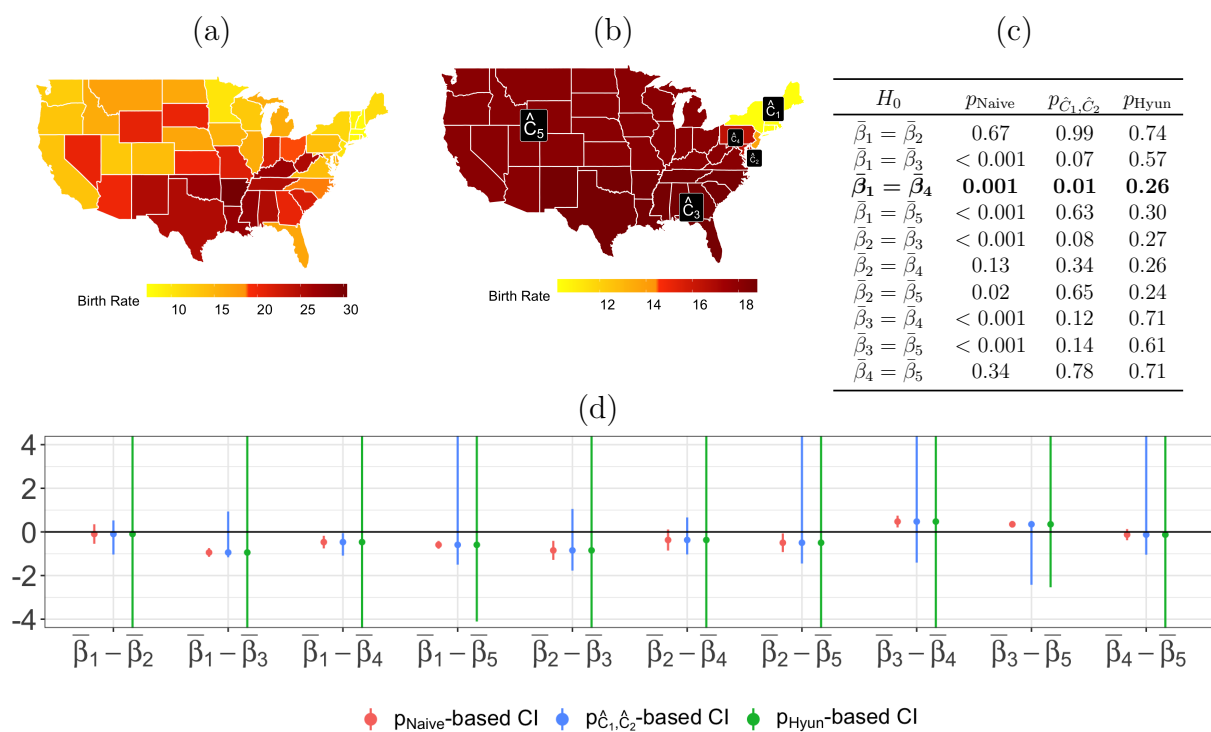 (a)
(b)
(c)
Ĉ₁
Ĉ₅
Ĉ₄
Ĉ₂
Ĉ₃
Birth Rate 10 15 20 25 30
Birth Rate 12 14 16 18
H₀ p_Naive p_Ĉ₁,Ĉ₂ p_Hyun
β̄₁ = β̄₂ 0.67 0.99 0.74
β̄₁ = β̄₃ < 0.001 0.07 0.57
β̄₁ = β̄₄ 0.001 0.01 0.26
β̄₁ = β̄₅ < 0.001 0.63 0.30
β̄₂ = β̄₃ < 0.001 0.08 0.27
β̄₂ = β̄₄ 0.13 0.34 0.26
β̄₂ = β̄₅ 0.02 0.65 0.24
β̄₃ = β̄₄ < 0.001 0.12 0.71
β̄₃ = β̄₅ < 0.001 0.14 0.61
β̄₄ = β̄₅ 0.34 0.78 0.71
(d)
4
2
0
-2
-4
β̄₁ − β̄₂ β̄₁ − β̄₃ β̄₁ − β̄₄ β̄₁ − β̄₅ β̄₂ − β̄₃ β̄₂ − β̄₄ β̄₂ − β̄₅ β̄₃ − β̄₄ β̄₃ − β̄₅ β̄₄ − β̄₅
p_Naive-based CI p_Ĉ₁,Ĉ₂-based CI p_Hyun-based CI